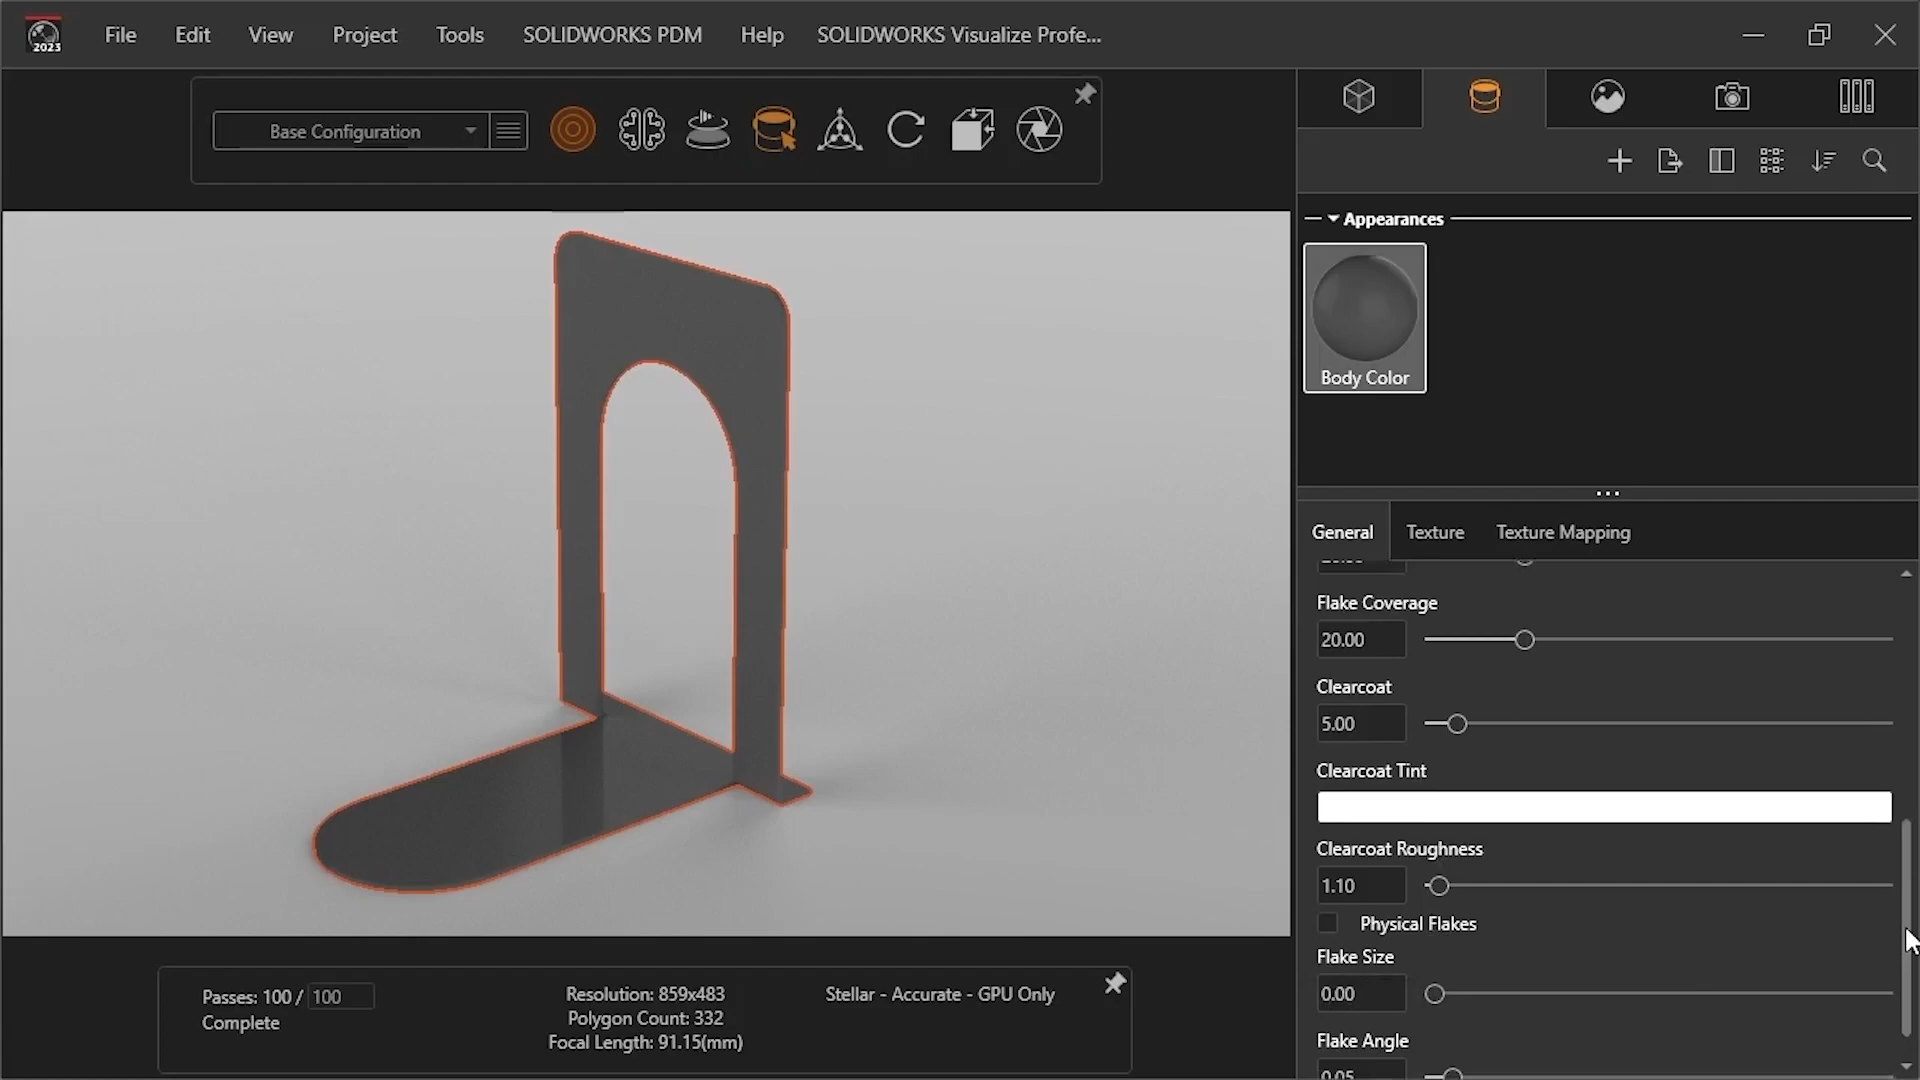 2023
File Edit View Project Tools SOLIDWORKS PDM Help SOLIDWORKS Visualize Profe...
Base Configuration
Appearances
Body Color
General Texture Texture Mapping
Flake Coverage
20.00
Clearcoat
5.00
Clearcoat Tint
Clearcoat Roughness
1.10
Physical Flakes
Flake Size
0.00
Flake Angle
0.05
Passes: 100 / 100
Complete
Resolution: 859x483
Polygon Count: 332
Focal Length: 91.15(mm)
Stellar - Accurate - GPU Only